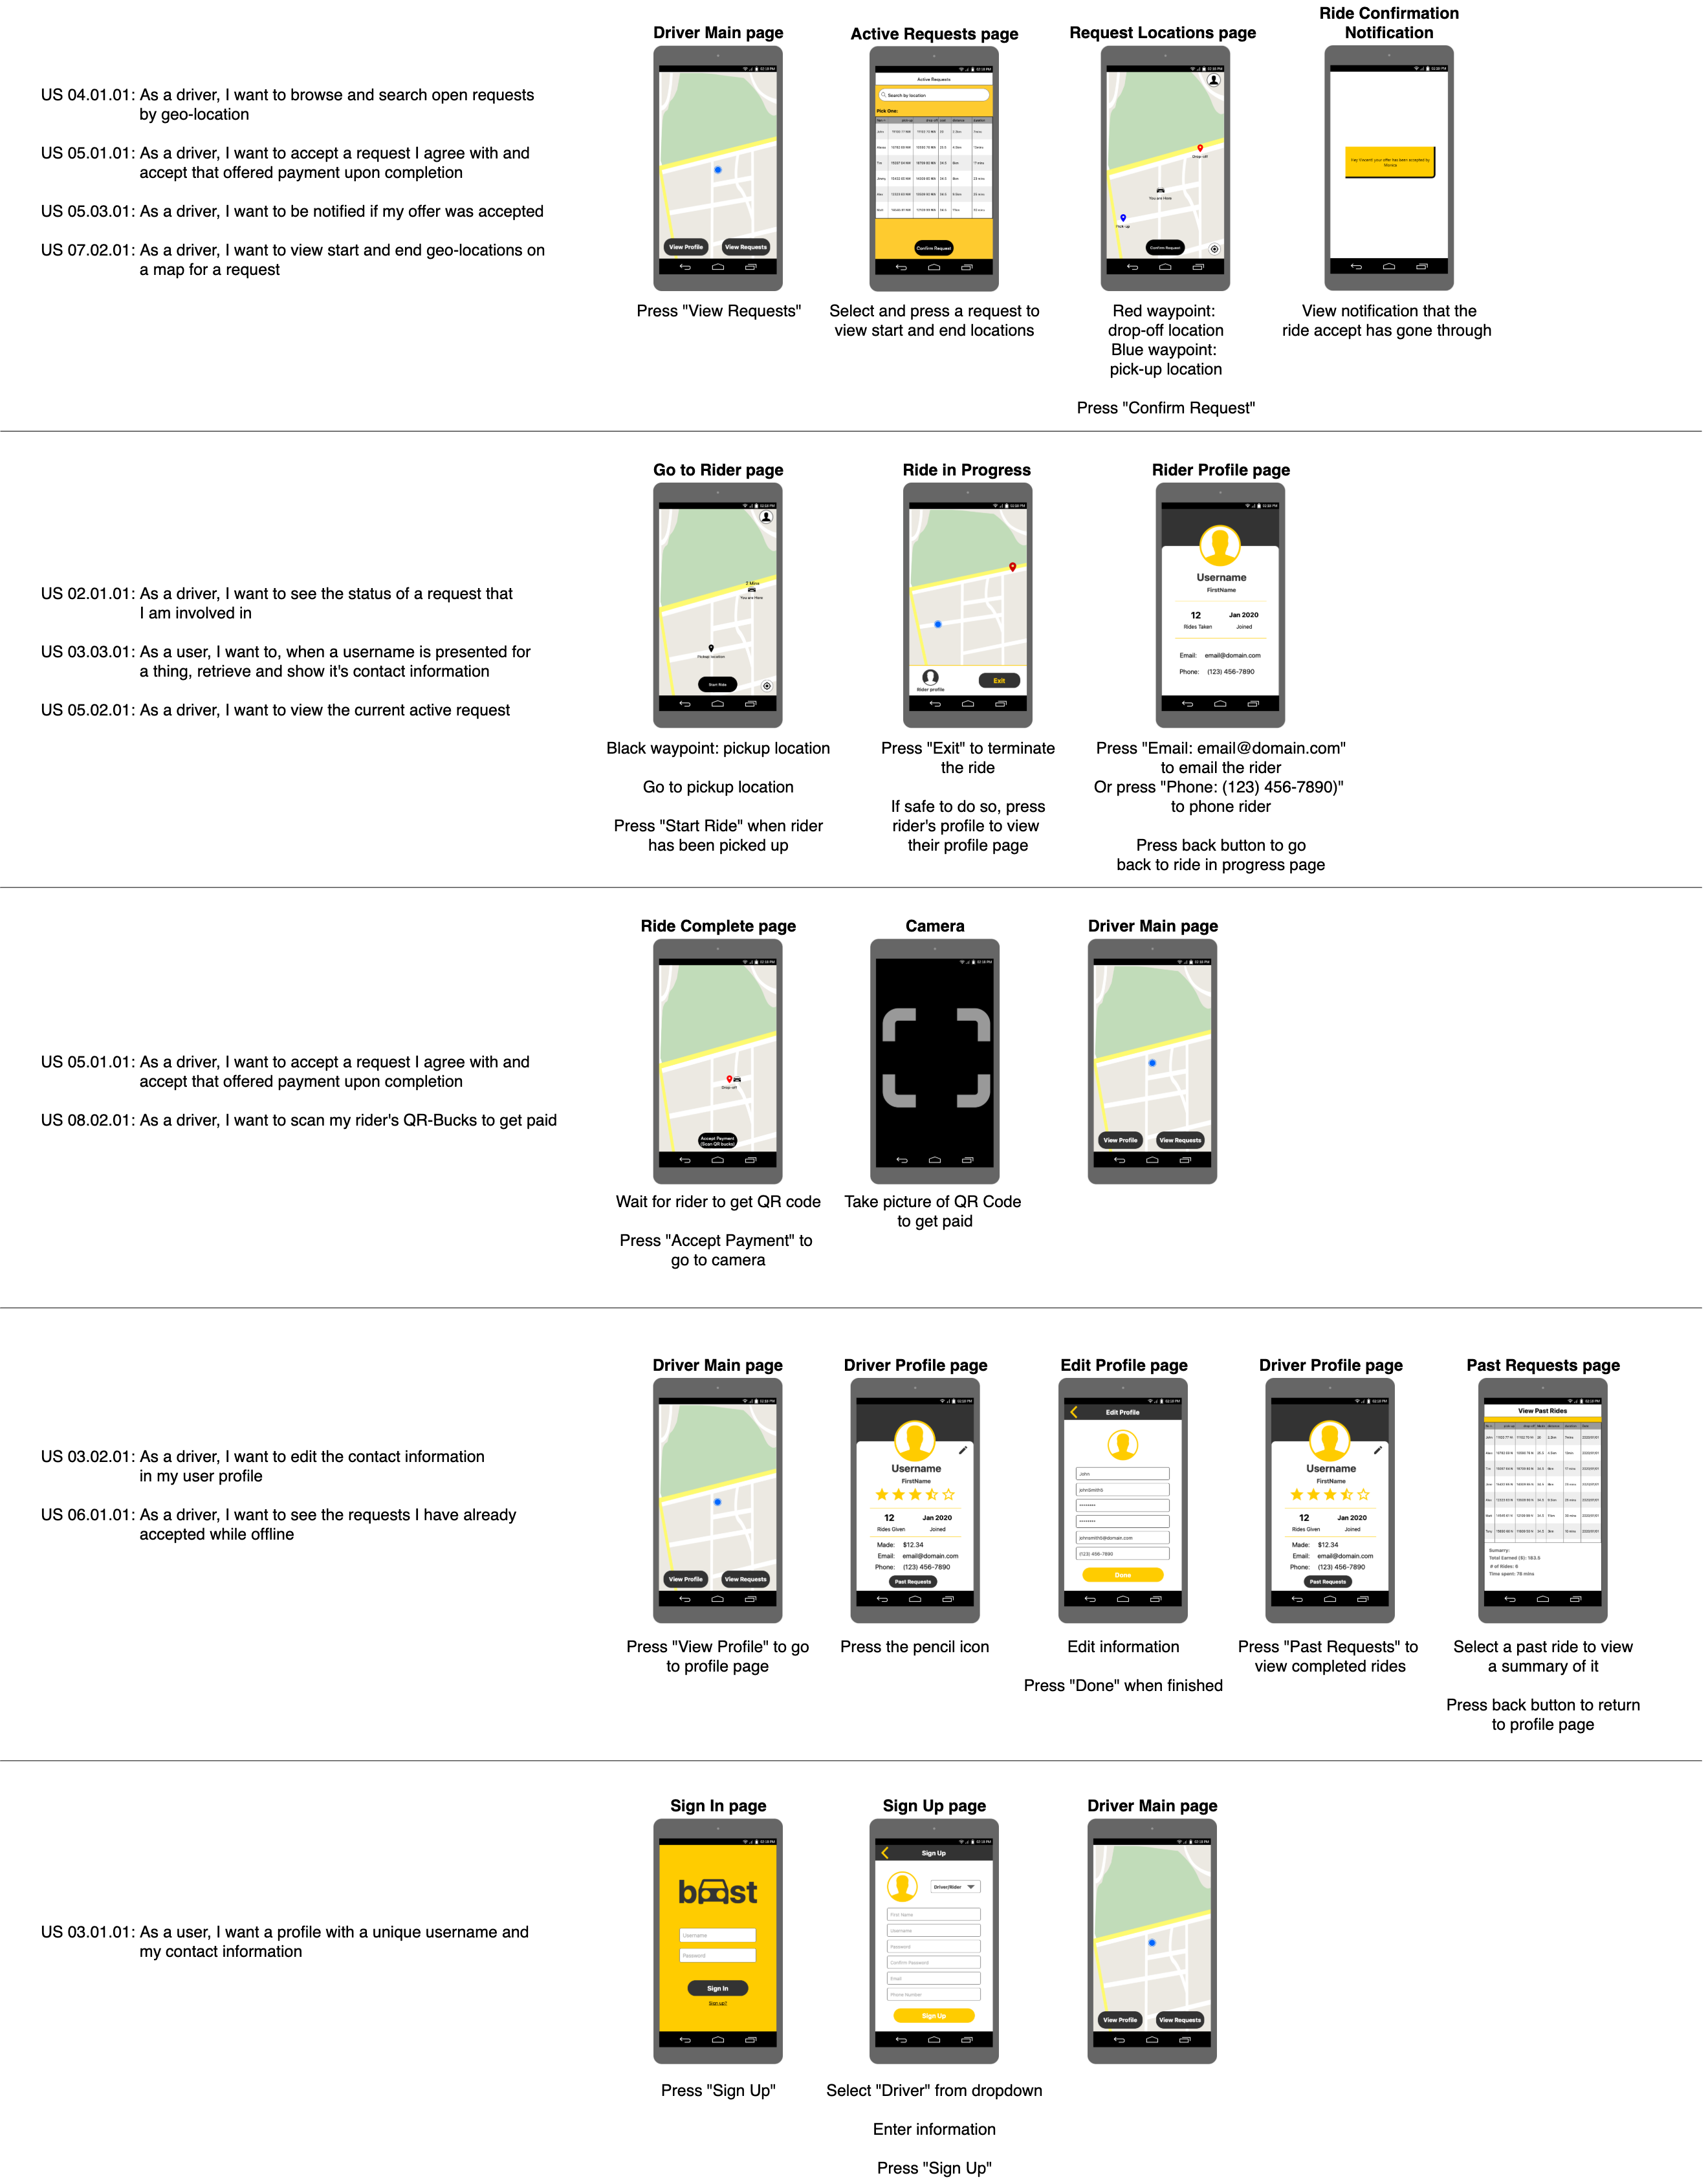 Driver Main page
Active Requests page
Request Locations page
Ride Confirmation
Notification
US 04.01.01: As a driver, I want to browse and search open requests
by geo-location
US 05.01.01: As a driver, I want to accept a request I agree with and
accept that offered payment upon completion
US 05.03.01: As a driver, I want to be notified if my offer was accepted
US 07.02.01: As a driver, I want to view start and end geo-locations on
a map for a request
View Profile
View Requests
Active Requests
Search by location
Pick One:
Confirm Request
Drop-off
You are Here
Pick-up
Confirm Request
Hey Vincent your offer has been accepted by
Monica
Press "View Requests"
Select and press a request to
view start and end locations
Red waypoint:
drop-off location
Blue waypoint:
pick-up location
Press "Confirm Request"
View notification that the
ride accept has gone through
Go to Rider page
Ride in Progress
Rider Profile page
US 02.01.01: As a driver, I want to see the status of a request that
I am involved in
US 03.03.01: As a user, I want to, when a username is presented for
a thing, retrieve and show it's contact information
US 05.02.01: As a driver, I want to view the current active request
2 Mins
You are Here
Pickup location
Start Ride
Rider profile
Exit
Username
FirstName
12
Jan 2020
Rides Taken
Joined
Email: email@domain.com
Phone: (123) 456-7890
Black waypoint: pickup location
Go to pickup location
Press "Start Ride" when rider
has been picked up
Press "Exit" to terminate
the ride
If safe to do so, press
rider's profile to view
their profile page
Press "Email: email@domain.com"
to email the rider
Or press "Phone: (123) 456-7890)"
to phone rider
Press back button to go
back to ride in progress page
Ride Complete page
Camera
Driver Main page
US 05.01.01: As a driver, I want to accept a request I agree with and
accept that offered payment upon completion
US 08.02.01: As a driver, I want to scan my rider's QR-Bucks to get paid
Drop-off
Accept Payment
(Scan QR bucks)
View Profile
View Requests
Wait for rider to get QR code
Press "Accept Payment" to
go to camera
Take picture of QR Code
to get paid
Driver Main page
Driver Profile page
Edit Profile page
Driver Profile page
Past Requests page
US 03.02.01: As a driver, I want to edit the contact information
in my user profile
US 06.01.01: As a driver, I want to see the requests I have already
accepted while offline
View Profile
View Requests
Username
FirstName
12
Jan 2020
Rides Given
Joined
Made: $12.34
Email: email@domain.com
Phone: (123) 456-7890
Past Requests
Edit Profile
John
johnSmith5
********
********
johnsmith5@domain.com
(123) 456-7890
Done
Username
FirstName
12
Jan 2020
Rides Given
Joined
Made: $12.34
Email: email@domain.com
Phone: (123) 456-7890
Past Requests
View Past Rides
Total Earned ($): 163.5
# of Rides: 6
Time spent: 78 mins
Press "View Profile" to go
to profile page
Press the pencil icon
Edit information
Press "Done" when finished
Press "Past Requests" to
view completed rides
Select a past ride to view
a summary of it
Press back button to return
to profile page
Sign In page
Sign Up page
Driver Main page
US 03.01.01: As a user, I want a profile with a unique username and
my contact information
Username
Password
Sign In
Sign up?
Sign Up
Driver/Rider
First Name
Username
Password
Confirm Password
Email
Phone Number
Sign Up
View Profile
View Requests
Press "Sign Up"
Select "Driver" from dropdown
Enter information
Press "Sign Up"